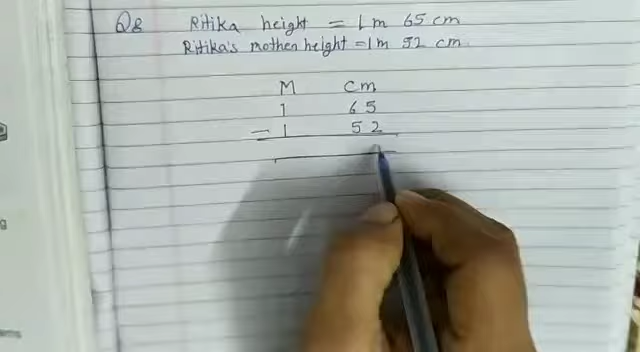 Q8 Ritika height = 1m 65 cm
Ritika's mother height = 1m 52 cm
M cm
1 65
- 1 52